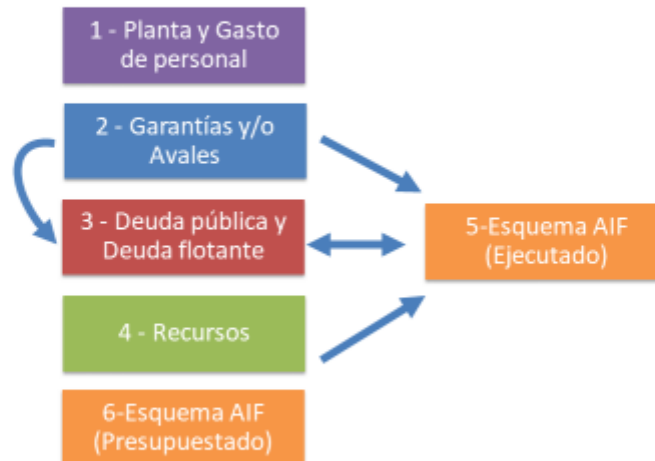 1 - Planta y Gasto
de personal
2 - Garantías y/o
Avales
3 - Deuda pública y
Deuda flotante
5-Esquema AIF
(Ejecutado)
4 - Recursos
6-Esquema AIF
(Presupuestado)